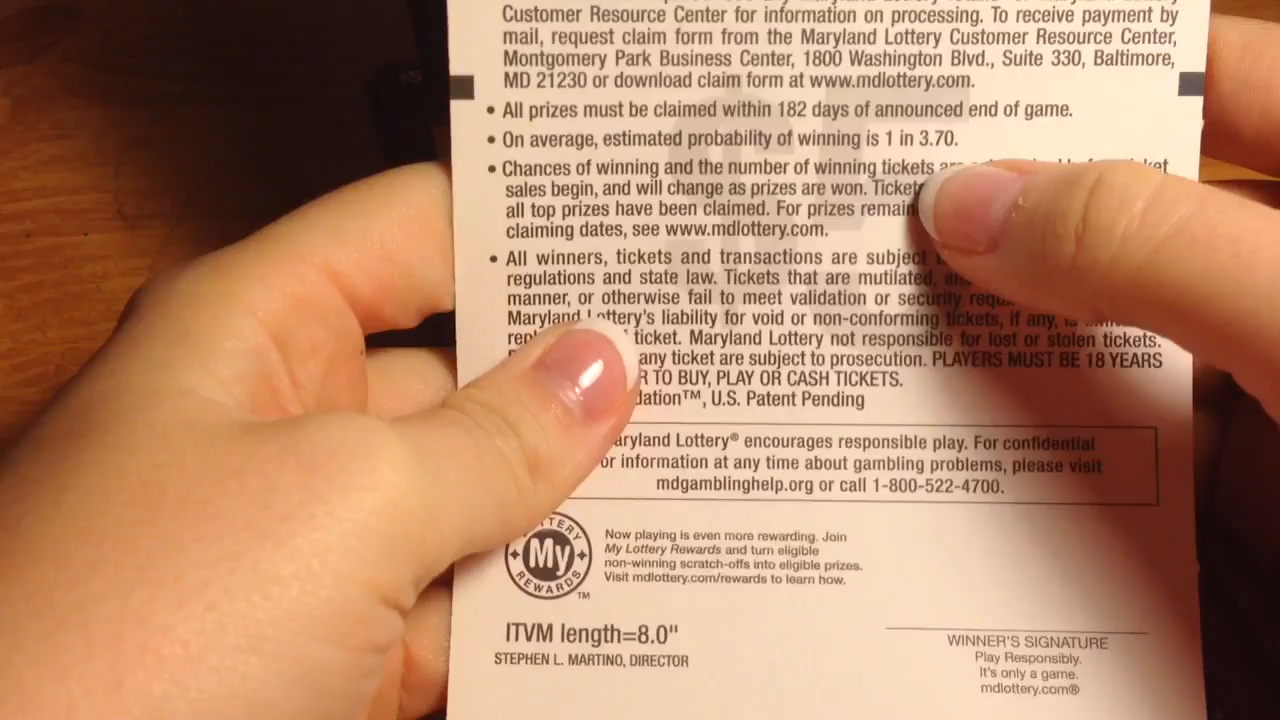 Customer Resource Center for information on processing. To receive payment by
mail, request claim form from the Maryland Lottery Customer Resource Center,
Montgomery Park Business Center, 1800 Washington Blvd., Suite 330, Baltimore,
MD 21230 or download claim form at www.mdlottery.com.
• All prizes must be claimed within 182 days of announced end of game.
• On average, estimated probability of winning is 1 in 3.70.
• Chances of winning and the number of winning tickets are
sales begin, and will change as prizes are won. Tickets
all top prizes have been claimed. For prizes
claiming dates, see www.mdlottery.com.
• All winners, tickets and transactions are subject
regulations and state law. Tickets that are mutilated,
manner, or otherwise fail to meet validation or security
Maryland Lottery's liability for void or non-conforming tickets, if any, is
ticket. Maryland Lottery not responsible for lost or stolen tickets.
any ticket are subject to prosecution. PLAYERS MUST BE 18 YEARS
TO BUY, PLAY OR CASH TICKETS.
U.S. Patent Pending
Maryland Lottery® encourages responsible play. For confidential
or information at any time about gambling problems, please visit
mdgamblinghelp.org or call 1-800-522-4700.
My
REWARDS
TM
Now playing is even more rewarding. Join
My Lottery Rewards and turn eligible
non-winning scratch-offs into eligible prizes.
Visit mdlottery.com/rewards to learn how.
ITVM length=8.0"
STEPHEN L. MARTINO, DIRECTOR
WINNER'S SIGNATURE
Play Responsibly.
It's only a game.
mdlottery.com®